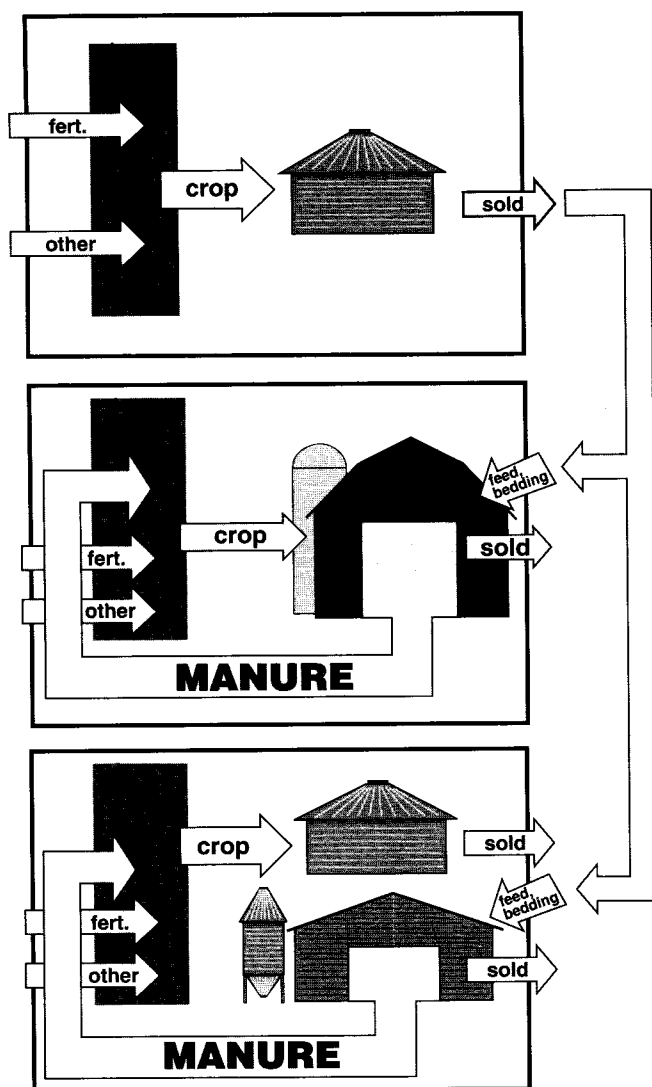 fert.
crop
sold
other
feed,
bedding
crop
sold
fert.
other
MANURE
crop
sold
feed,
bedding
fert.
other
sold
MANURE